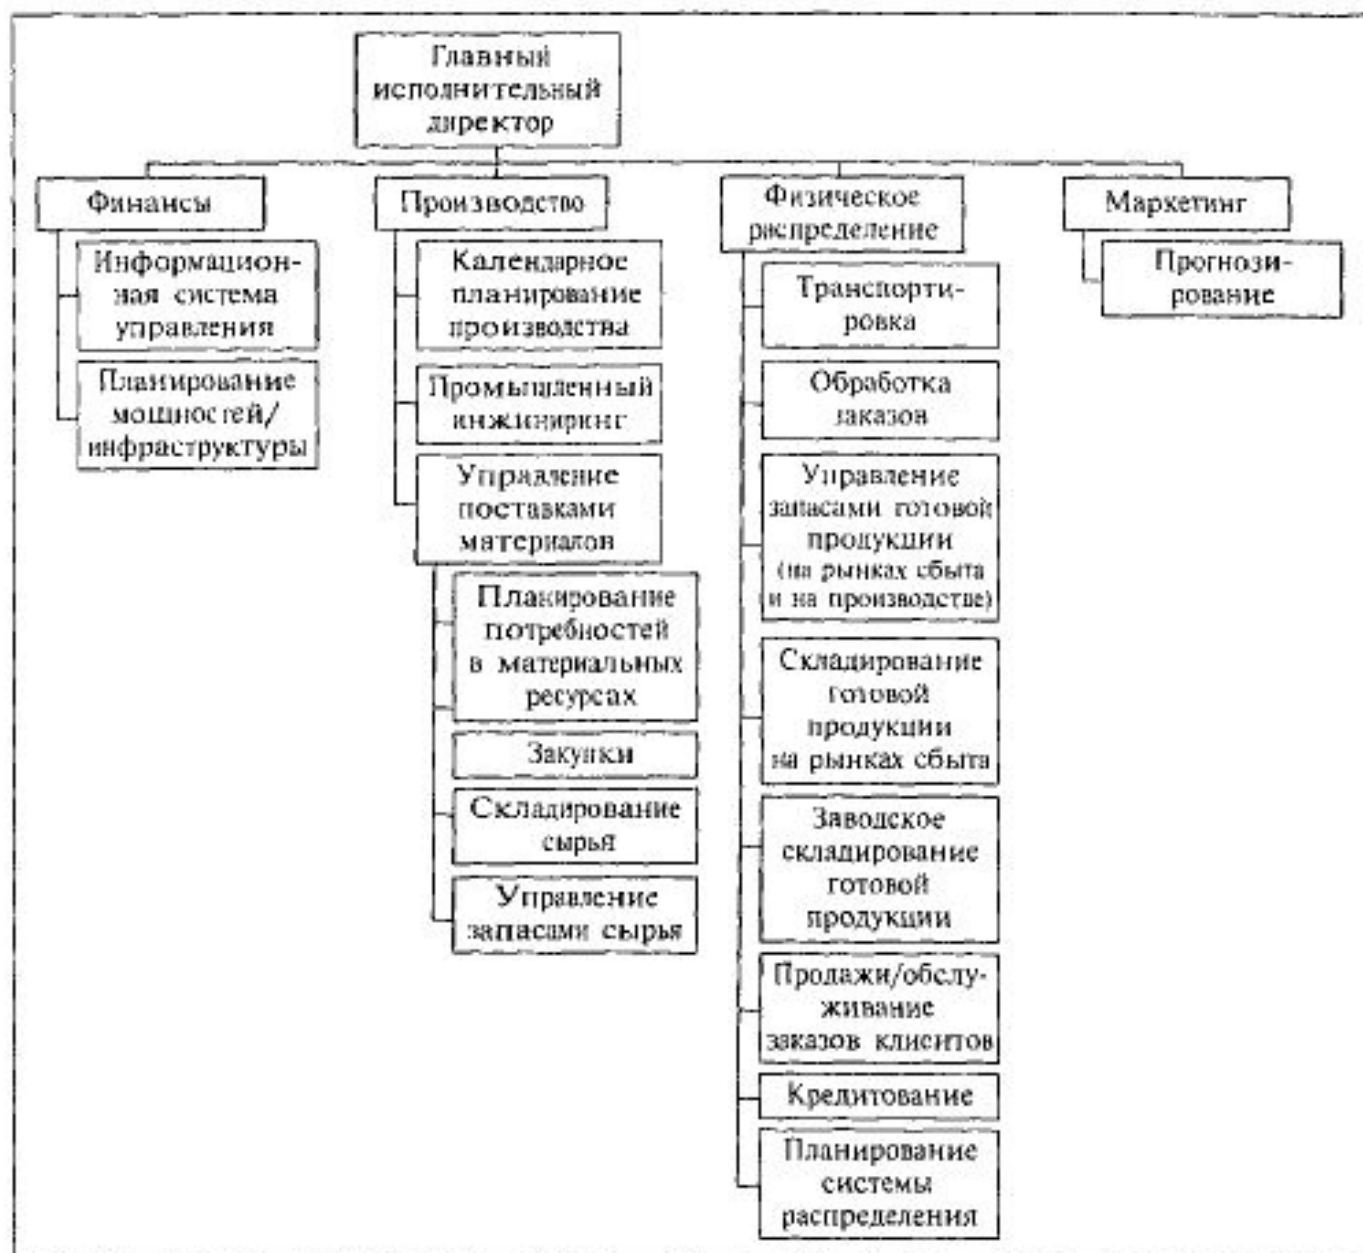 Главный
исполнительный
директор
Финансы
Информацион-
ная система
управления
Планирование
мощностей/
инфраструктуры
Производство
Календарное
планирование
производства
Промышленный
инжиниринг
Управление
поставками
материалов
Планирование
потребностей
в материальных
ресурсах
Закупки
Складирование
сырья
Управление
запасами сырья
Физическое
распределение
Транспорти-
ровка
Обработка
заказов
Управление
запасами готовой
продукции
(на рынках сбыта
и на производстве)
Складирование
готовой
продукции
на рынках сбыта
Заводское
складирование
готовой
продукции
Продажи/обслу-
живание
заказов клиентов
Кредитование
Планирование
системы
распределения
Маркетинг
Прогнози-
рование